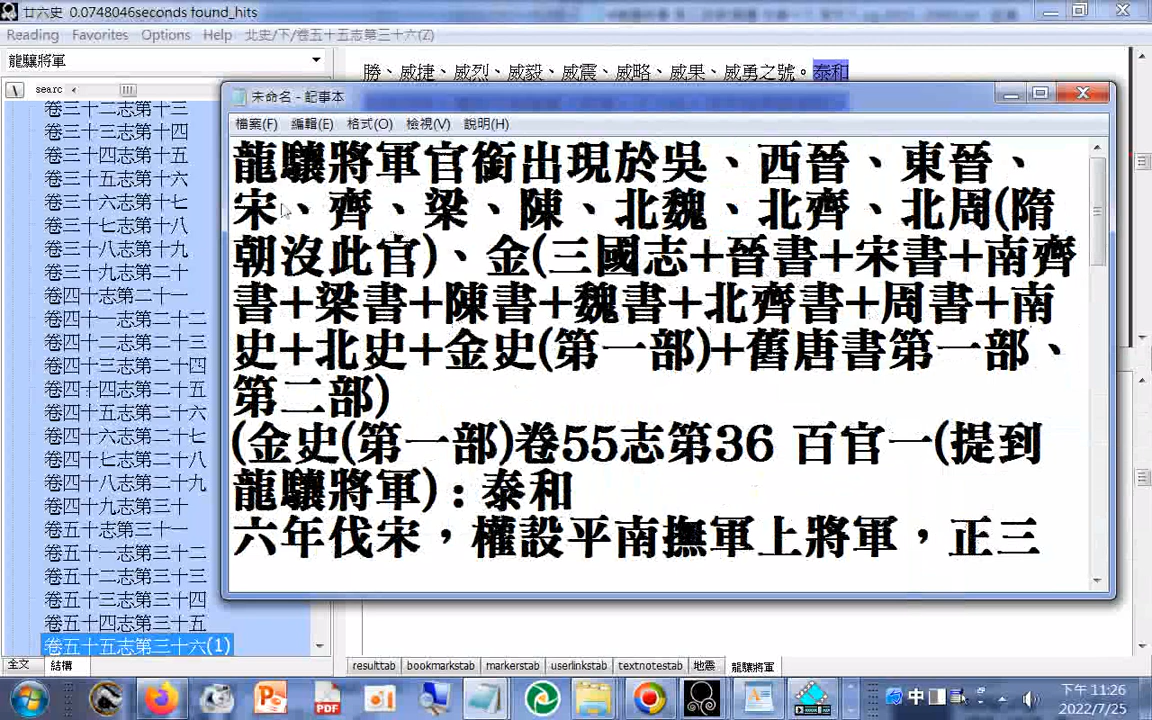 廿六史 0.0748046seconds found_hits
Reading Favorites Options Help 北史/下/卷五十五志第三十六(Z)
龍驤將軍
勝、威捷、威烈、威毅、威震、威略、威果、威勇之號。泰和
searc
未命名 - 記事本
檔案(F) 編輯(E) 格式(O) 檢視(V) 說明(H)
龍驤將軍官銜出現於吳、西晉、東晉、
宋、齊、梁、陳、北魏、北齊、北周(隋
朝沒此官)、金(三國志+晉書+宋書+南齊
書+梁書+陳書+魏書+北齊書+周書+南
史+北史+金史(第一部)+舊唐書第一部、
第二部)
(金史(第一部)卷55志第36 百官一(提到
龍驤將軍) : 泰和
六年伐宋，權設平南撫軍上將軍，正三
卷三十二志第十三
卷三十三志第十四
卷三十四志第十五
卷三十五志第十六
卷三十六志第十七
卷三十七志第十八
卷三十八志第十九
卷三十九志第二十
卷四十志第二十一
卷四十一志第二十二
卷四十二志第二十三
卷四十三志第二十四
卷四十四志第二十五
卷四十五志第二十六
卷四十六志第二十七
卷四十七志第二十八
卷四十八志第二十九
卷四十九志第三十
卷五十志第三十一
卷五十一志第三十二
卷五十二志第三十三
卷五十三志第三十四
卷五十四志第三十五
卷五十五志第三十六(1)
全文 結構
resulttab bookmarkstab markerstab userlinkstab textnotestab 地震 龍驤將軍
PDF
中
下午 11:26
2022/7/25